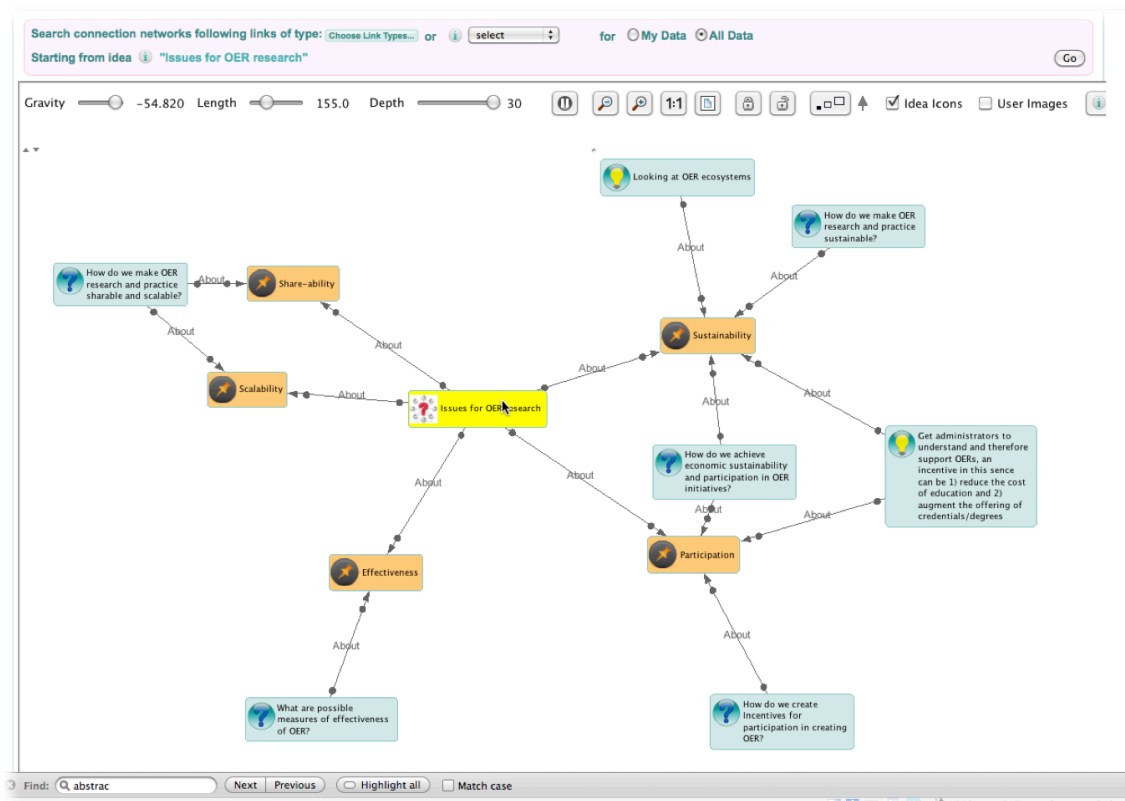 Search connection networks following links of type: Choose Link Types... or select for My Data All Data
Starting from idea "Issues for OER research"
Go
Gravity -54.820 Length 155.0 Depth 30 1:1 Idea Icons User Images
Looking at OER ecosystems
How do we make OER
research and practice
sustainable?
About
About
How do we make OER
research and practice
sharable and scalable?
About
Share-ability
About
About
Sustainability
About
Scalability
About
About
About
About
Issues for OER research
Get administrators to
understand and therefore
support OERs, an
incentive in this sence
can be 1) reduce the cost
of education and 2)
augment the offering of
credentials/degrees
How do we achieve
economic sustainability
and participation in OER
initiatives?
About
About
About
About
Participation
Effectiveness
About
About
What are possible
measures of effectiveness
of OER?
How do we create
Incentives for
participation in creating
OER?
Find: abstrac Next Previous Highlight all Match case